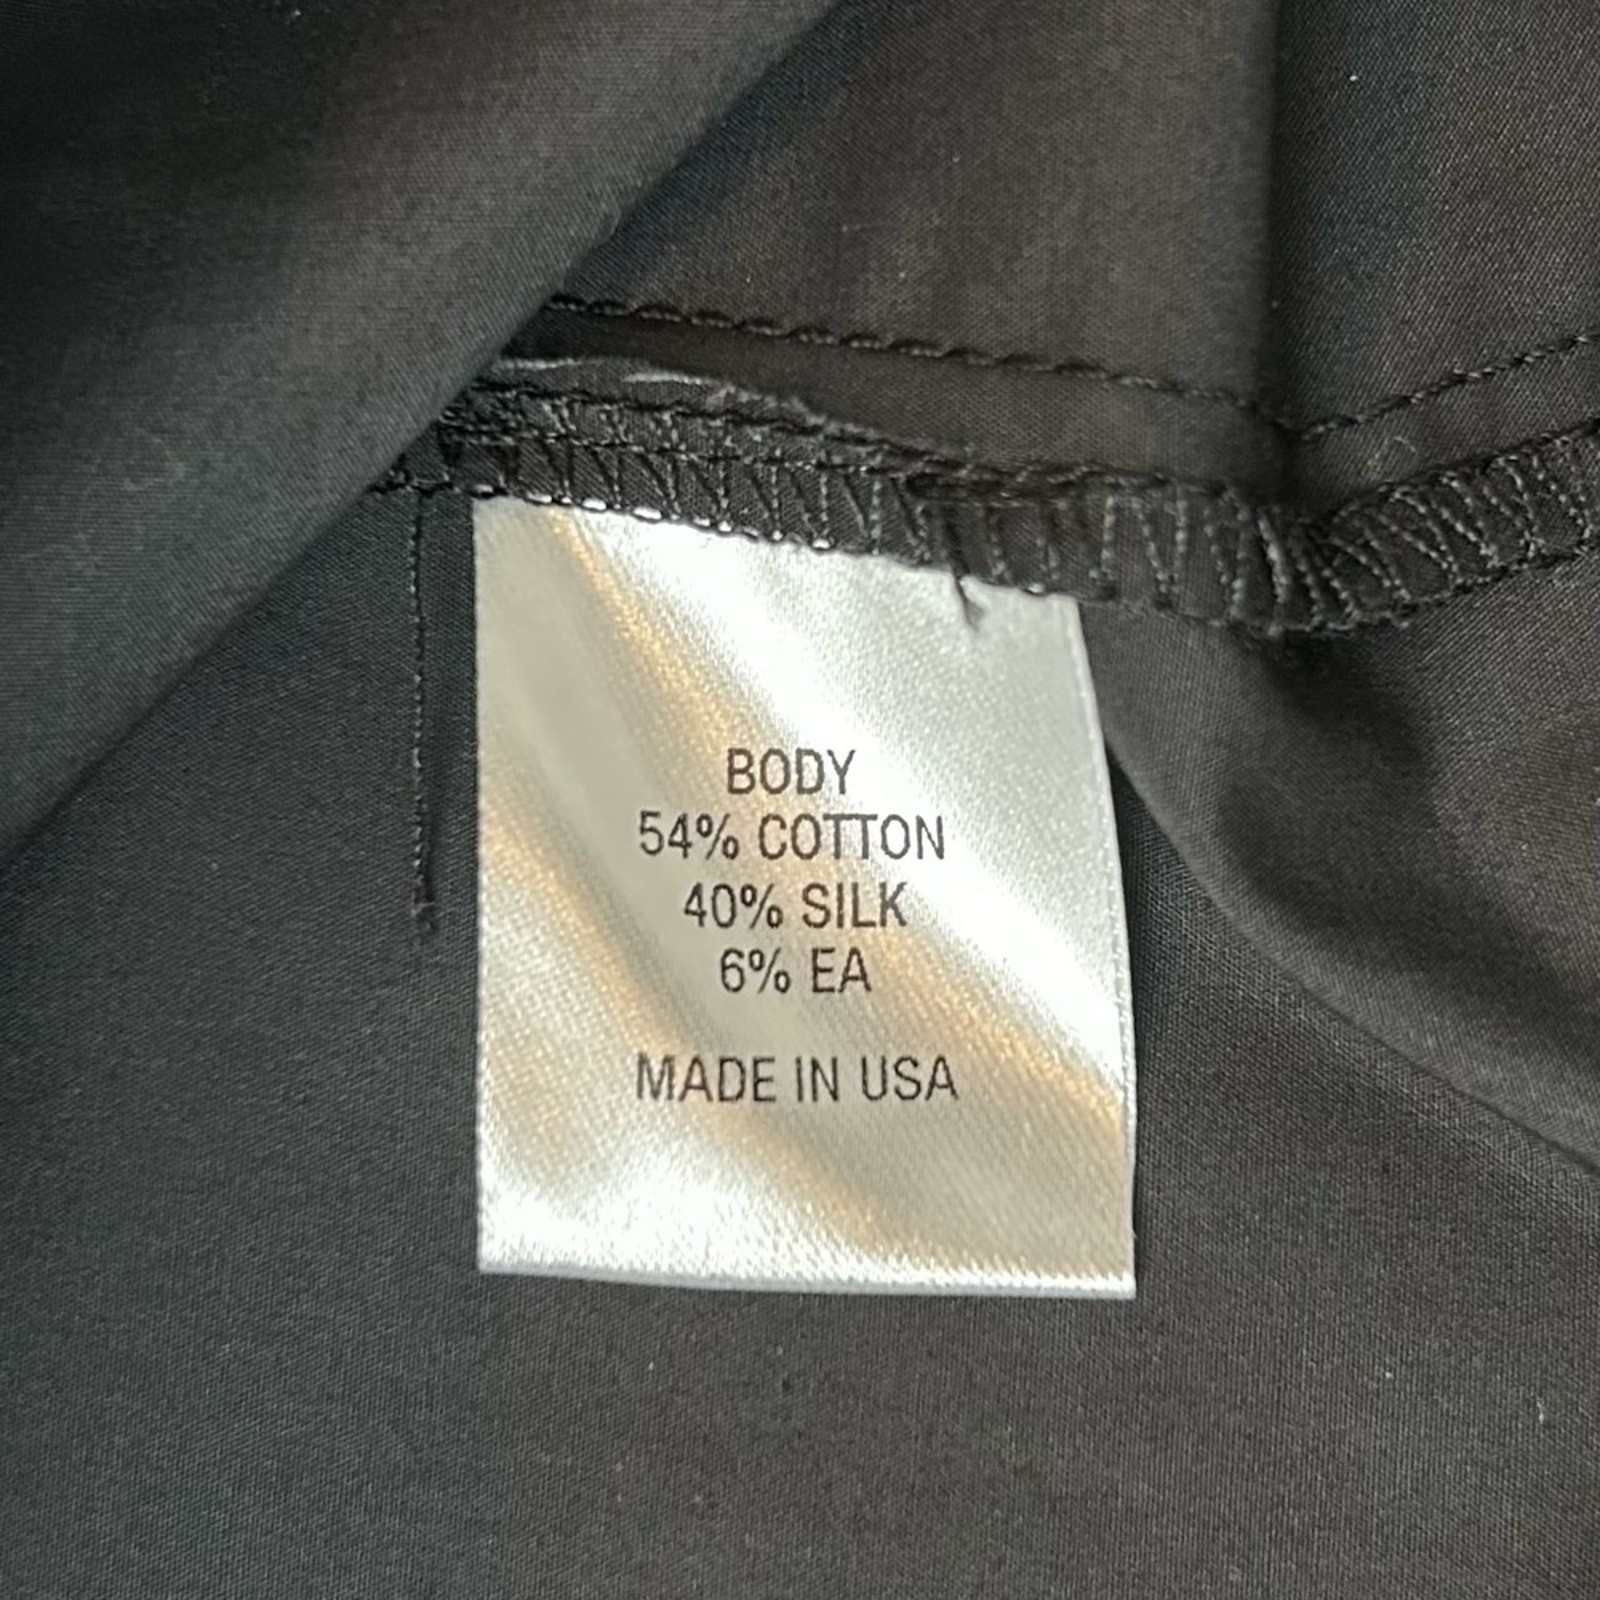 BODY
54% COTTON
40% SILK
6% EA
MADE IN USA